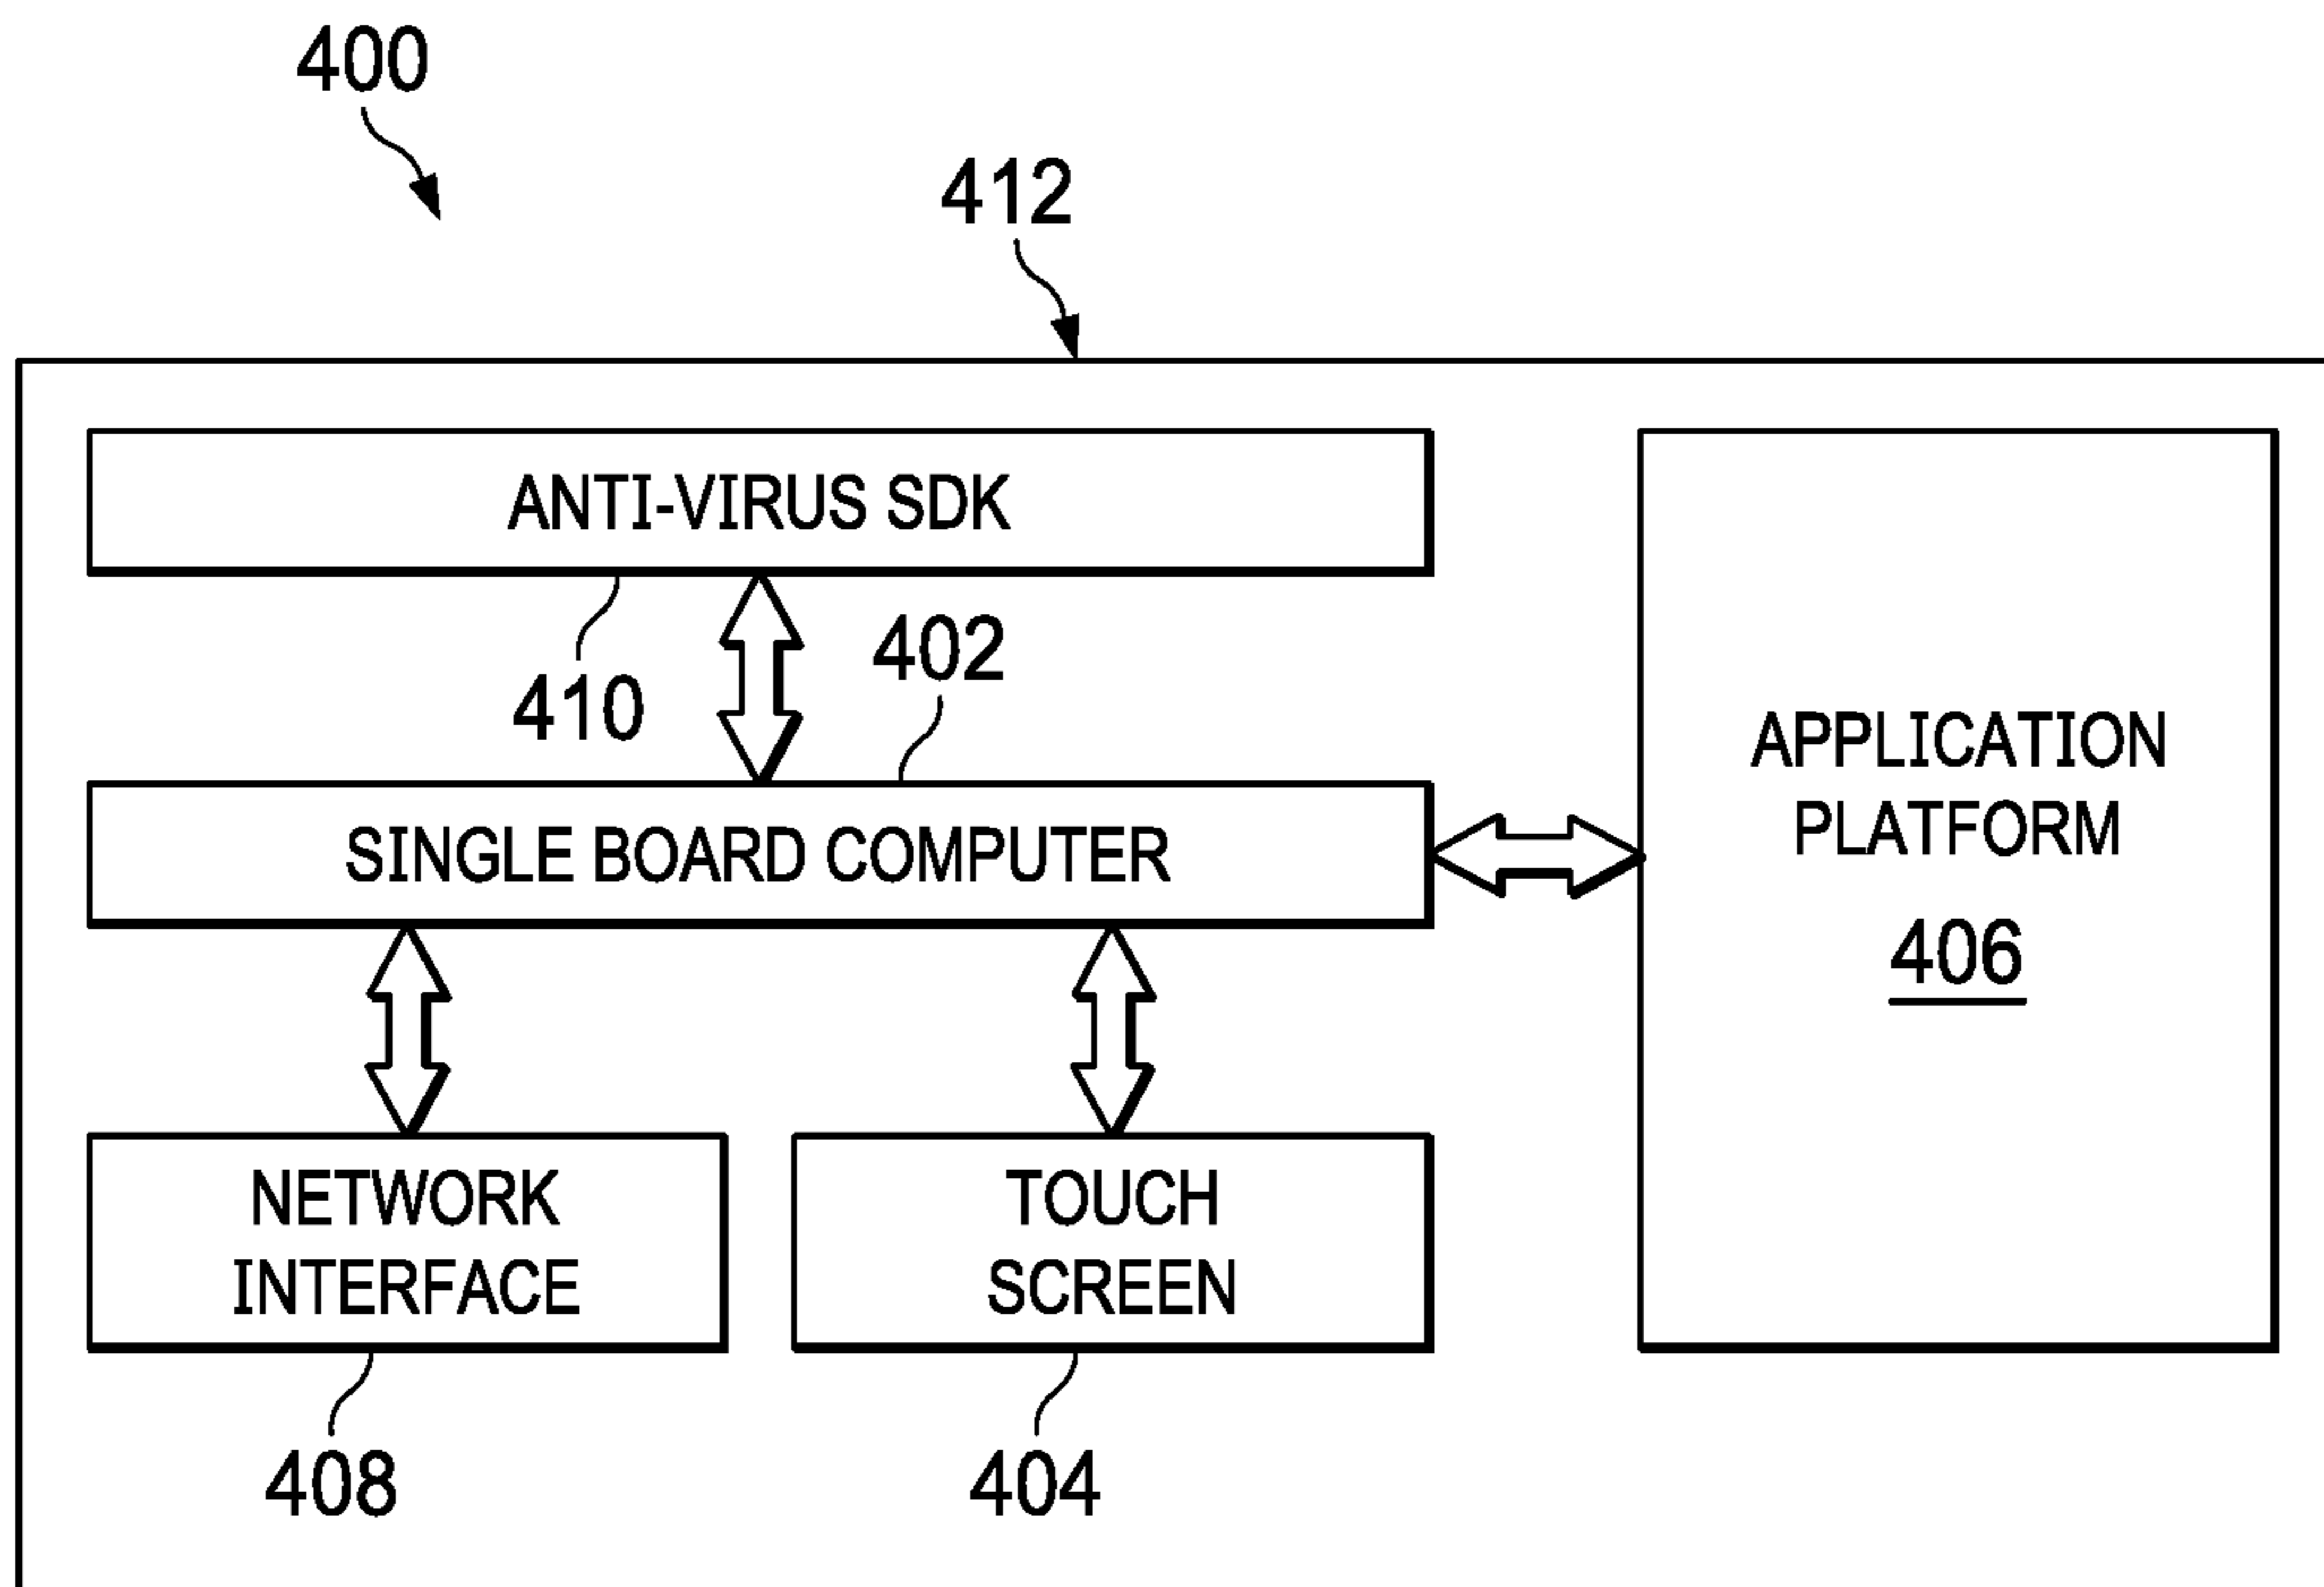 400
412
ANTI-VIRUS SDK
410
402
SINGLE BOARD COMPUTER
APPLICATION
PLATFORM
406
NETWORK
INTERFACE
408
TOUCH
SCREEN
404